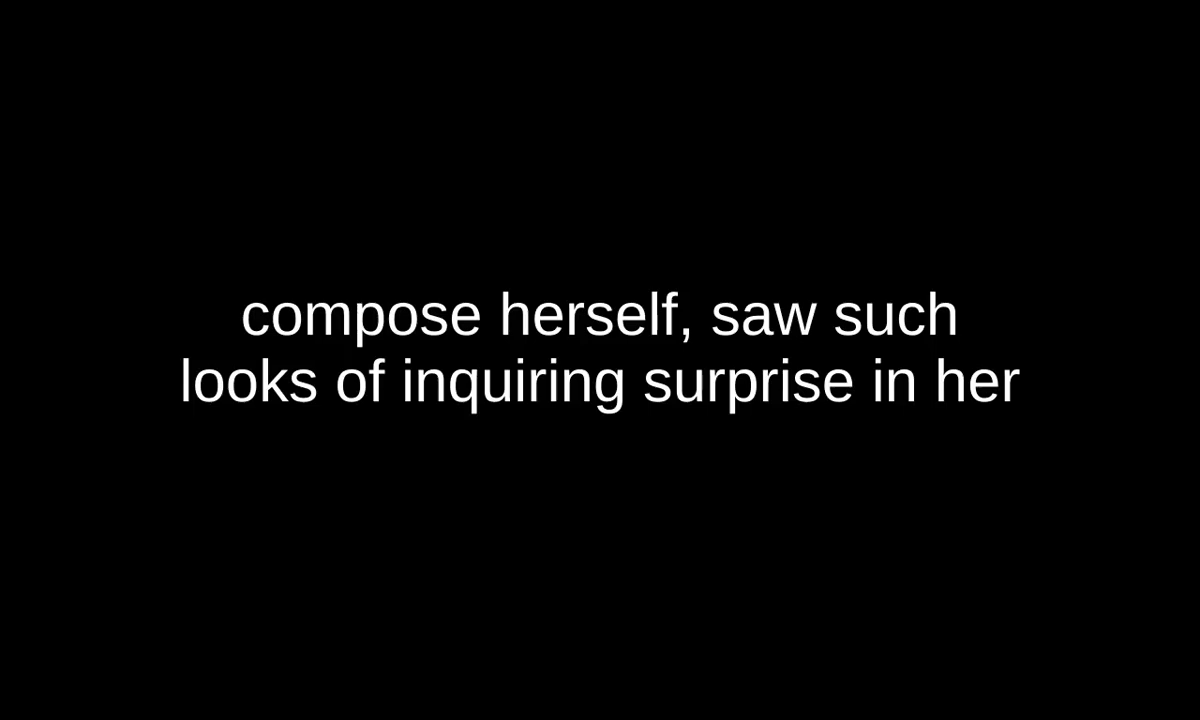 compose herself, saw such
looks of inquiring surprise in her